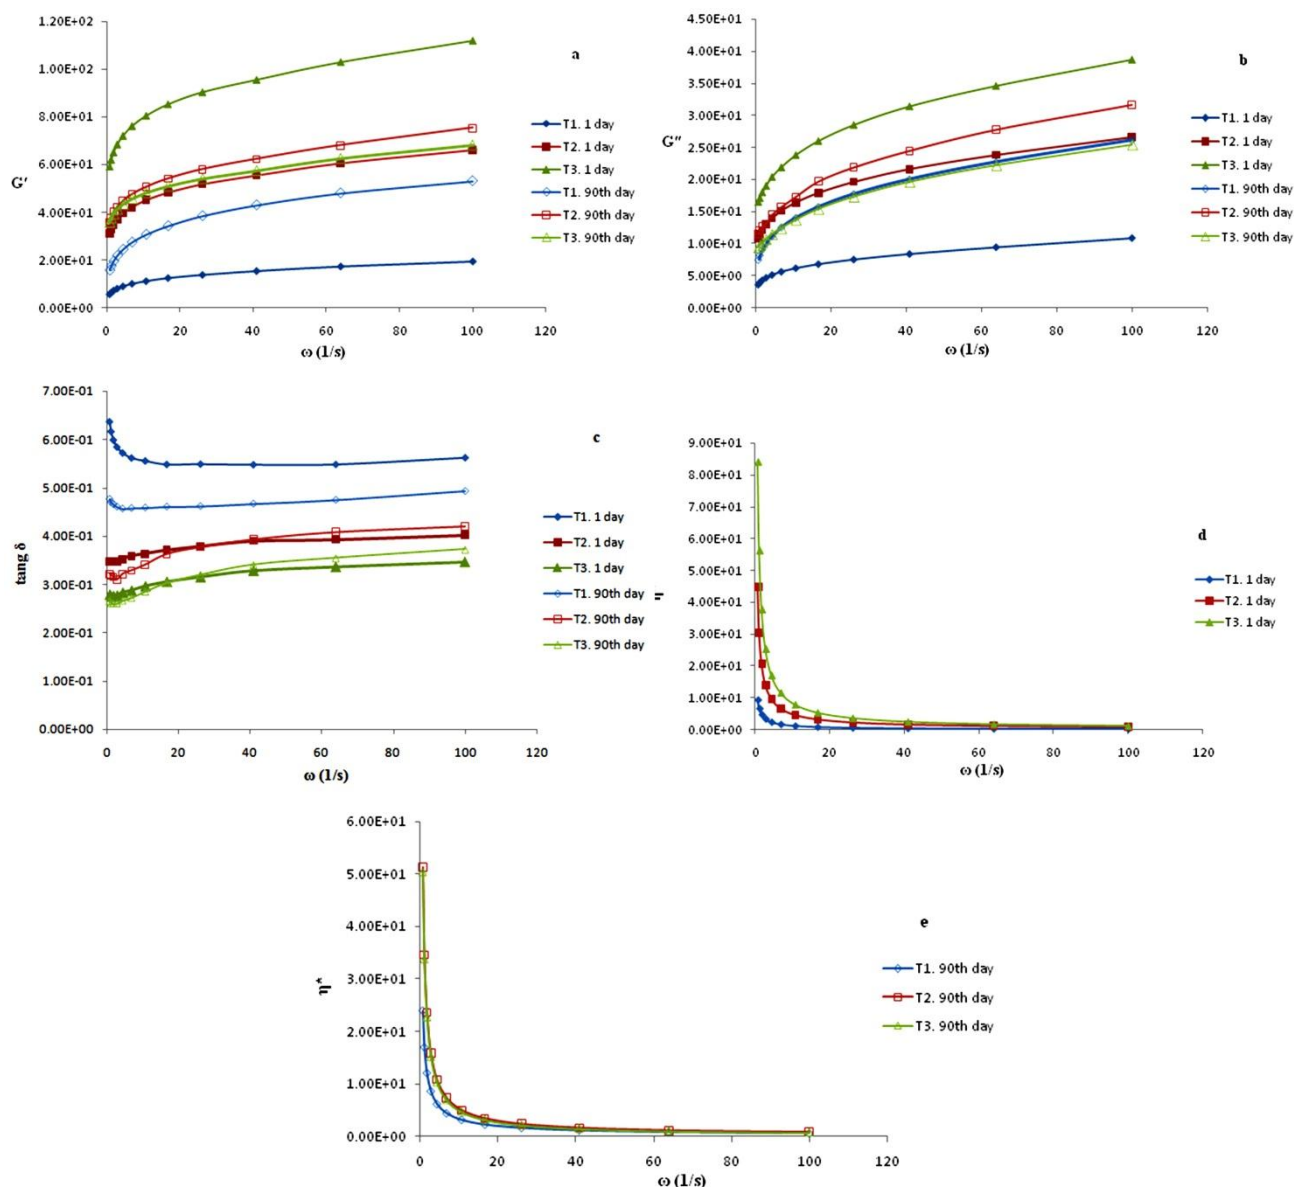 1.20E+02
1.00E+02
8.00E+01
6.00E+01
4.00E+01
2.00E+01
0.00E+00
G'
0 20 40 60 80 100 120
ω (1/s)
a
T1. 1 day
T2. 1 day
T3. 1 day
T1. 90th day
T2. 90th day
T3. 90th day
4.50E+01
4.00E+01
3.50E+01
3.00E+01
2.50E+01
2.00E+01
1.50E+01
1.00E+01
5.00E+00
0.00E+00
G"
0 20 40 60 80 100 120
ω (1/s)
b
T1. 1 day
T2. 1 day
T3. 1 day
T1. 90th day
T2. 90th day
T3. 90th day
7.00E-01
6.00E-01
5.00E-01
4.00E-01
3.00E-01
2.00E-01
1.00E-01
0.00E+00
tang δ
0 20 40 60 80 100 120
ω (1/s)
c
T1. 1 day
T2. 1 day
T3. 1 day
T1. 90th day
T2. 90th day
T3. 90th day
9.00E+01
8.00E+01
7.00E+01
6.00E+01
5.00E+01
4.00E+01
3.00E+01
2.00E+01
1.00E+01
0.00E+00
0 20 40 60 80 100 120
ω (1/s)
d
T1. 1 day
T2. 1 day
T3. 1 day
6.00E+01
5.00E+01
4.00E+01
3.00E+01
2.00E+01
1.00E+01
0.00E+00
η*
0 20 40 60 80 100 120
ω (1/s)
e
T1. 90th day
T2. 90th day
T3. 90th day